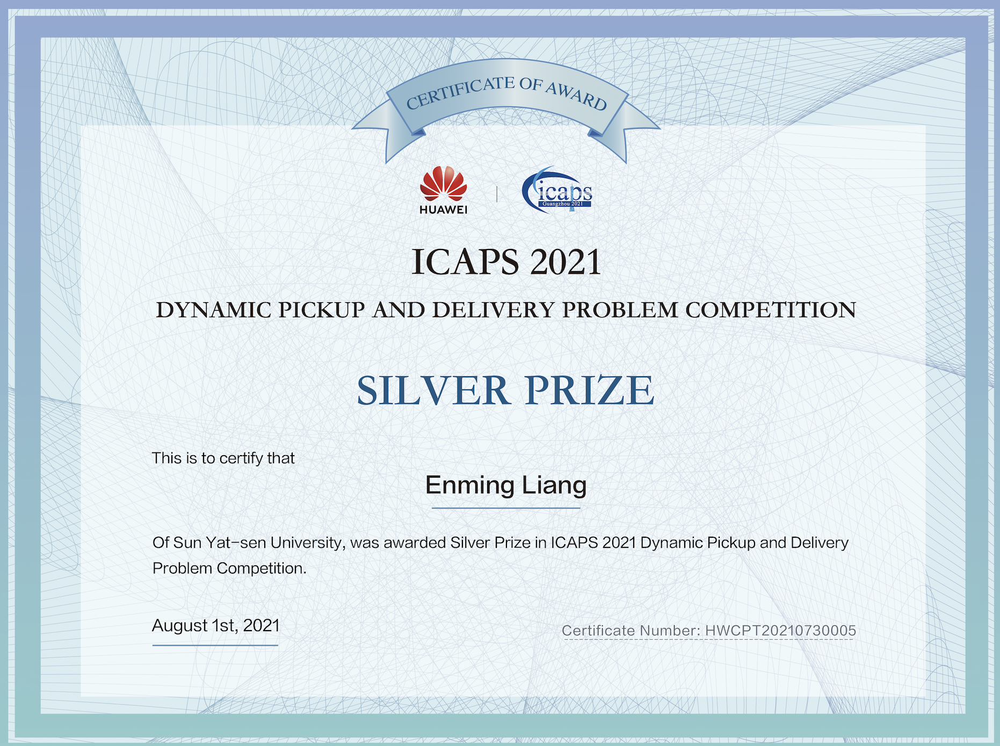 CERTIFICATE OF AWARD
HUAWEI
icaps
Guangzhou 2021
ICAPS 2021
DYNAMIC PICKUP AND DELIVERY PROBLEM COMPETITION
SILVER PRIZE
This is to certify that
Enming Liang
Of Sun Yat-sen University, was awarded Silver Prize in ICAPS 2021 Dynamic Pickup and Delivery
Problem Competition.
August 1st, 2021
Certificate Number: HWCPT20210730005